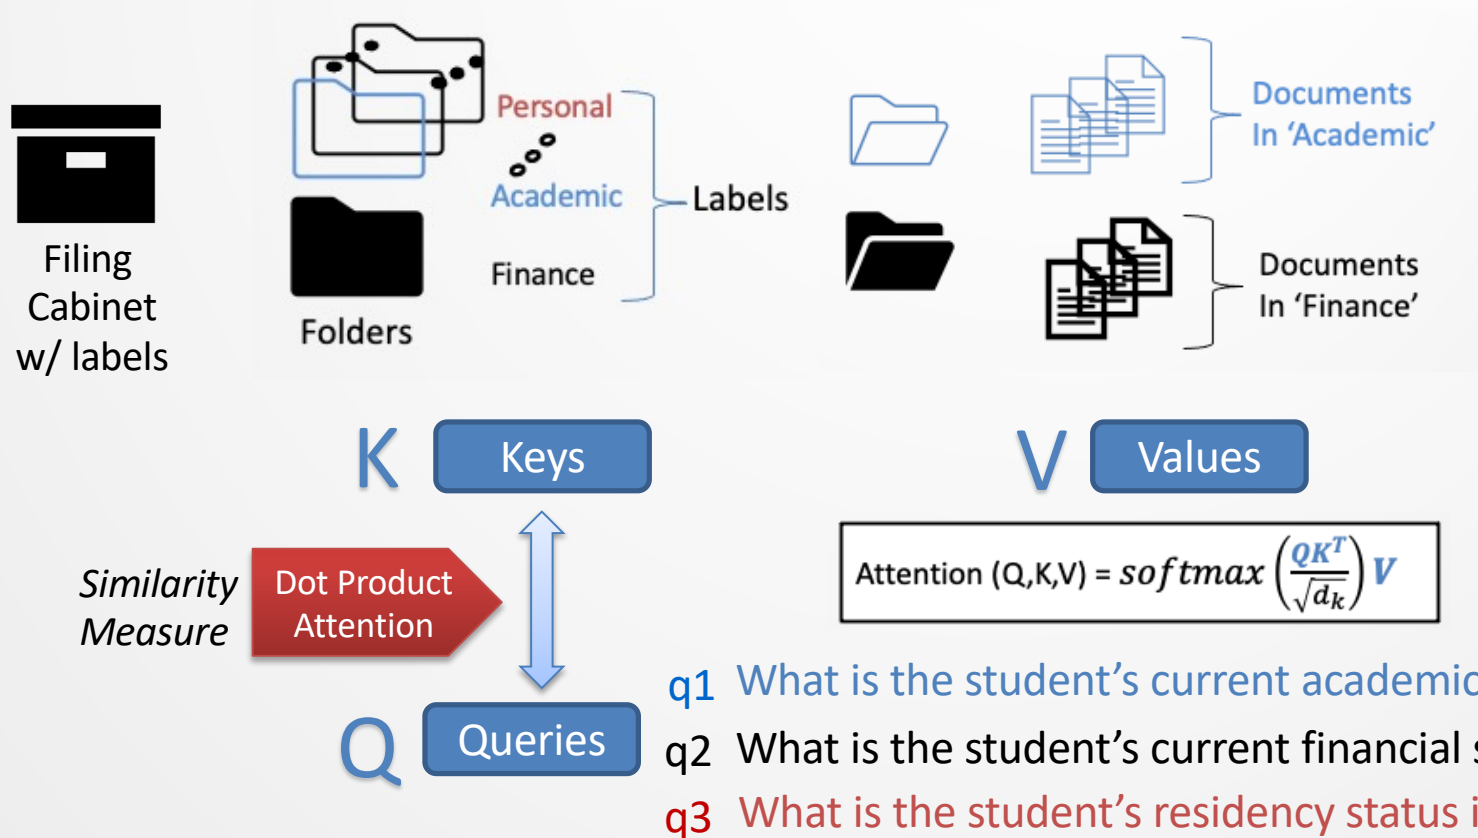 Filing
Cabinet
w/ labels
Personal
Academic
Finance
Labels
Folders
Documents
In ‘Academic’
Documents
In ‘Finance’
K Keys
V Values
Similarity
Measure
Dot Product
Attention
Attention (Q,K,V) = softmax (QK^T / √d_k) V
Q Queries
q1 What is the student’s current academic
q2 What is the student’s current financial
q3 What is the student’s residency status